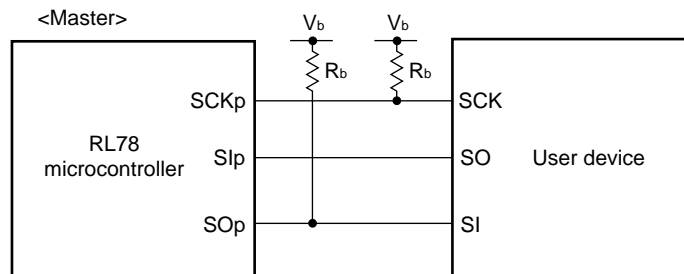 <Master>
Vb
Vb
Rb
Rb
SCKp
SCK
RL78
microcontroller
SIp
SO
User device
SOp
SI